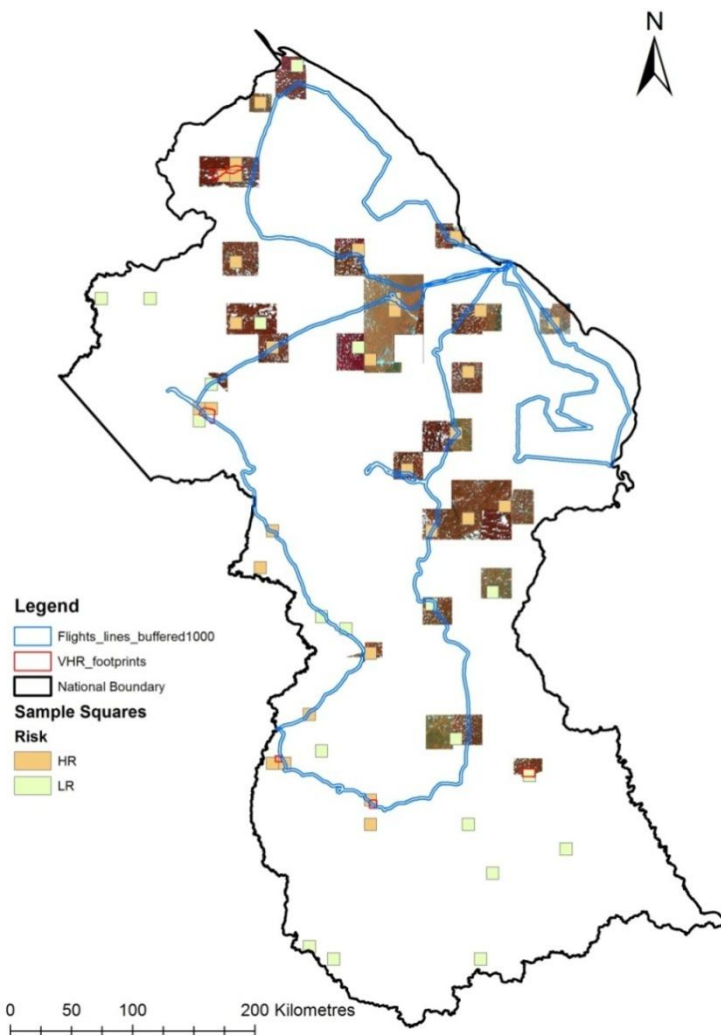 N
Legend
Flights_lines_buffered1000
VHR_footprints
National Boundary
Sample Squares
Risk
HR
LR
0 50 100 200 Kilometres